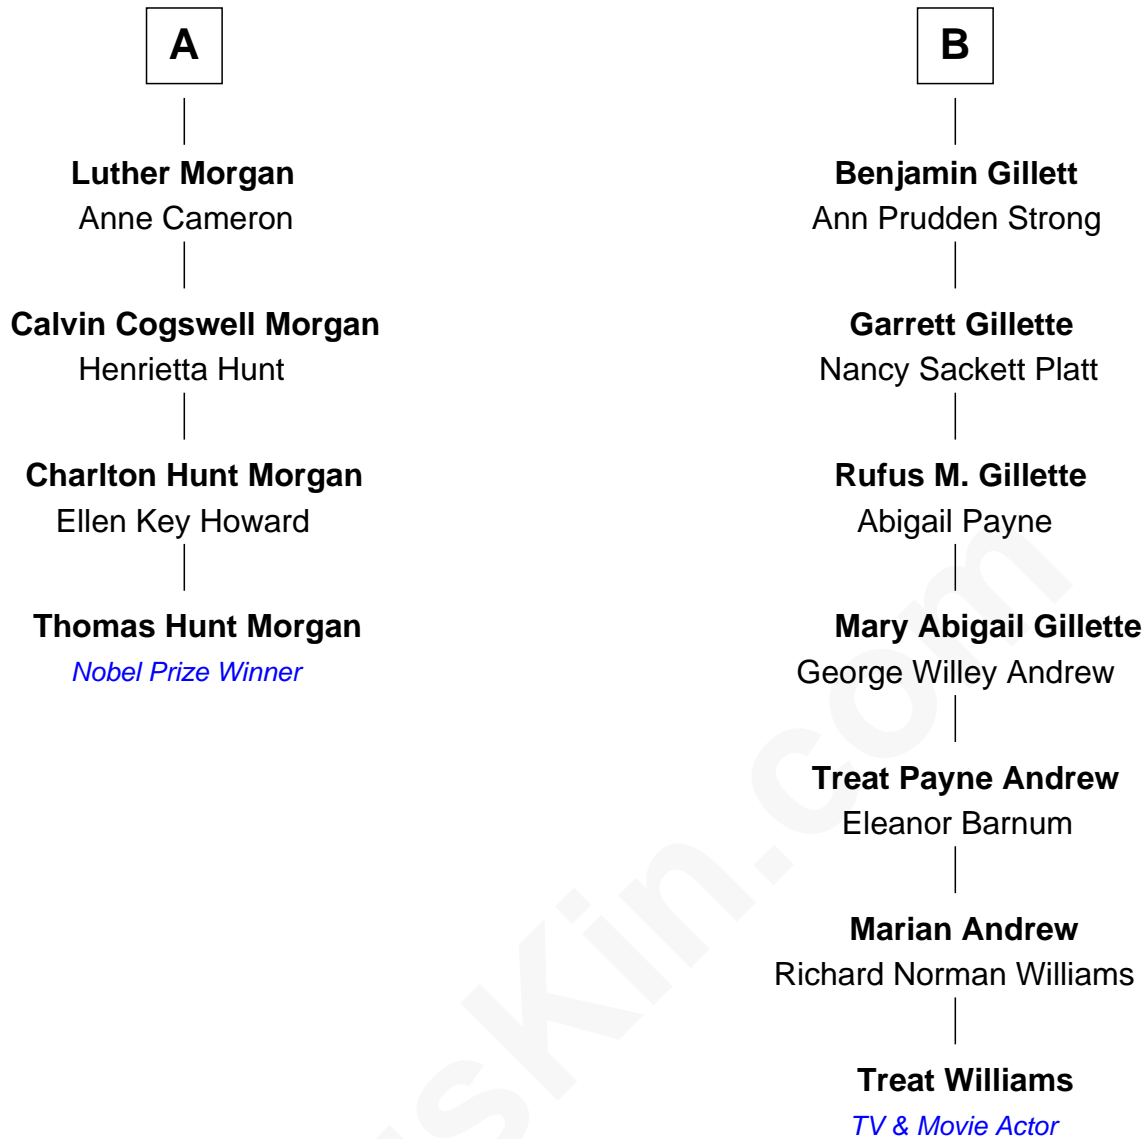 A
Luther Morgan
Anne Cameron
Calvin Cogswell Morgan
Henrietta Hunt
Charlton Hunt Morgan
Ellen Key Howard
Thomas Hunt Morgan
Nobel Prize Winner
B
Benjamin Gillett
Ann Prudden Strong
Garrett Gillette
Nancy Sackett Platt
Rufus M. Gillette
Abigail Payne
Mary Abigail Gillette
George Willey Andrew
Treat Payne Andrew
Eleanor Barnum
Marian Andrew
Richard Norman Williams
Treat Williams
TV & Movie Actor